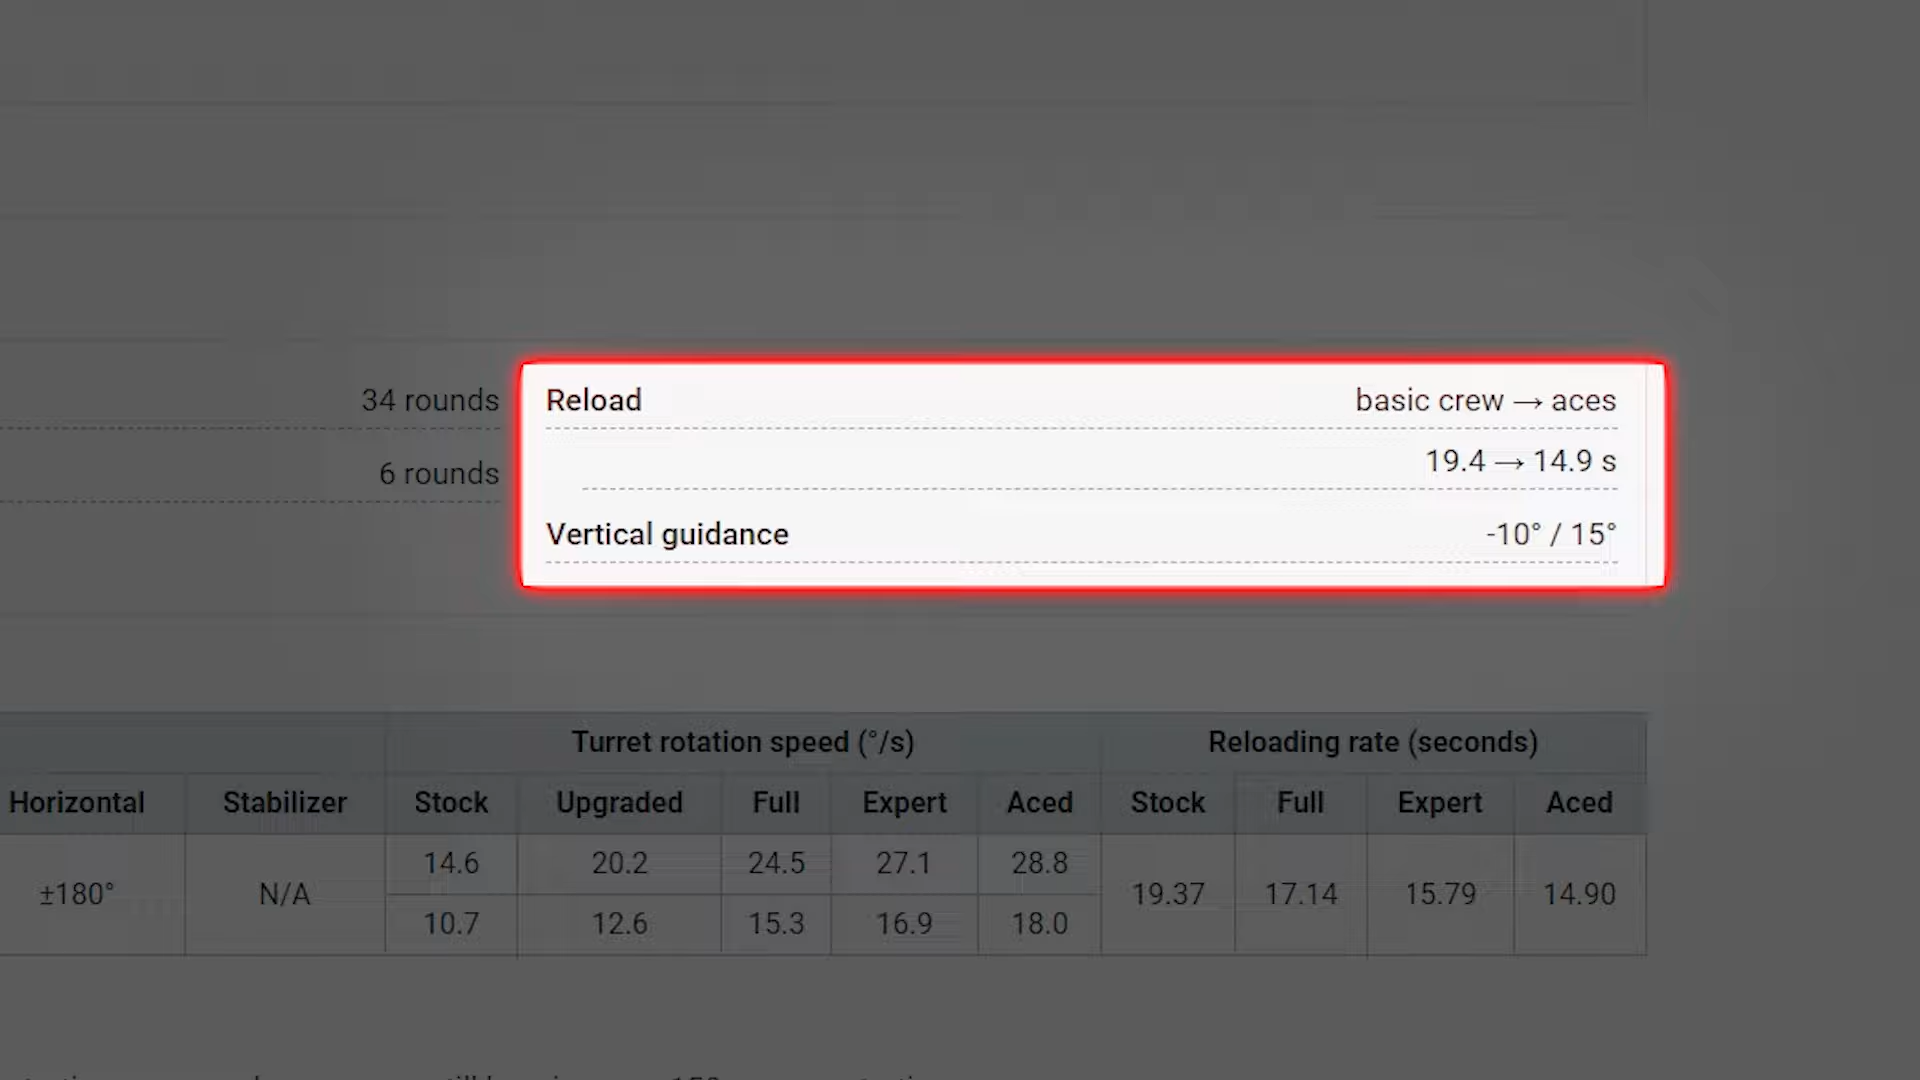 34 rounds
6 rounds
Reload basic crew → aces
19.4 → 14.9 s
Vertical guidance -10° / 15°
Turret rotation speed (°/s) Reloading rate (seconds)
Horizontal Stabilizer Stock Upgraded Full Expert Aced Stock Full Expert Aced
14.6 20.2 24.5 27.1 28.8
±180° N/A 19.37 17.14 15.79 14.90
10.7 12.6 15.3 16.9 18.0